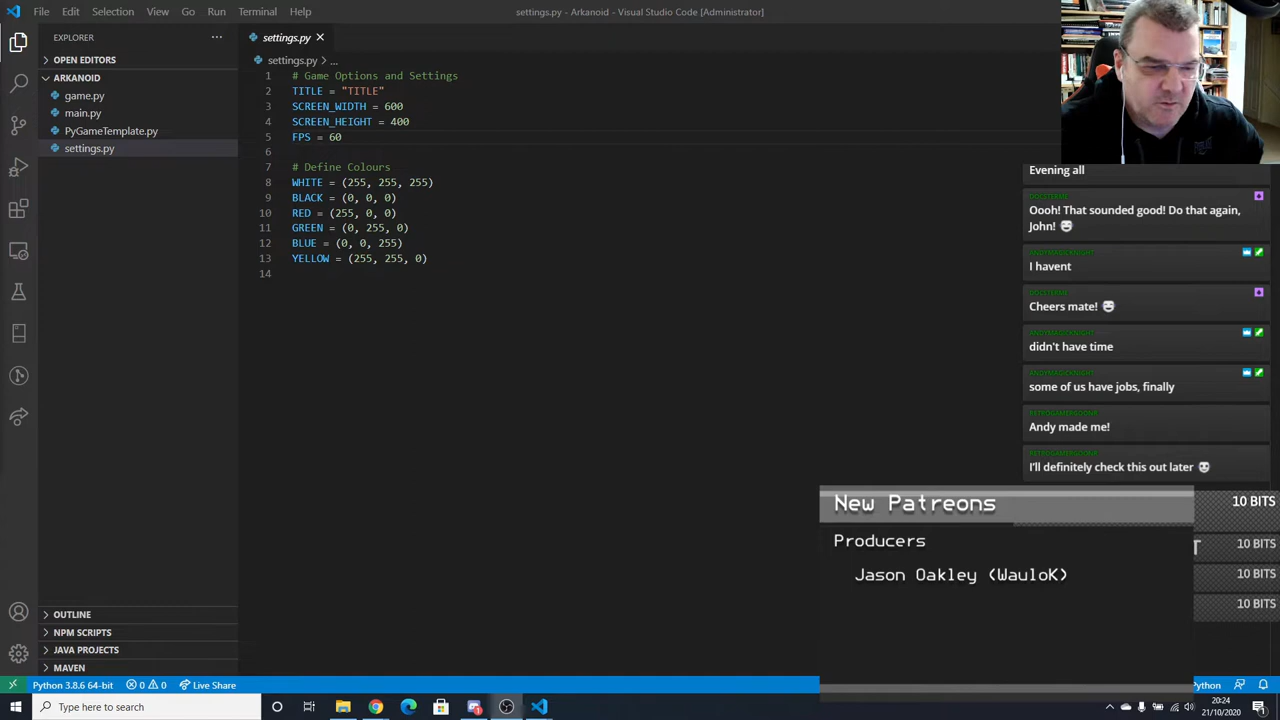 File Edit Selection View Go Run Terminal Help
settings.py - Arkanoid - Visual Studio Code [Administrator]
EXPLORER
settings.py
OPEN EDITORS
ARKANOID
game.py
main.py
PyGameTemplate.py
settings.py
OUTLINE
NPM SCRIPTS
JAVA PROJECTS
MAVEN
settings.py > ...
1 # Game Options and Settings
2 TITLE = "TITLE"
3 SCREEN_WIDTH = 600
4 SCREEN_HEIGHT = 400
5 FPS = 60
6
7 # Define Colours
8 WHITE = (255, 255, 255)
9 BLACK = (0, 0, 0)
10 RED = (255, 0, 0)
11 GREEN = (0, 255, 0)
12 BLUE = (0, 0, 255)
13 YELLOW = (255, 255, 0)
14
Evening all
Oooh! That sounded good! Do that again,
John!
ANDYMAGICKNIGHT
I havent
Cheers mate!
ANDYMAGICKNIGHT
didn't have time
ANDYMAGICKNIGHT
some of us have jobs, finally
Andy made me!
I'll definitely check this out later
New Patreons
Producers
Jason Oakley (WauloK)
10 BITS
T 10 BITS
10 BITS
10 BITS
Python 3.8.6 64-bit 0 0 Live Share
Python
Type here to search
20:24
21/10/2020
1